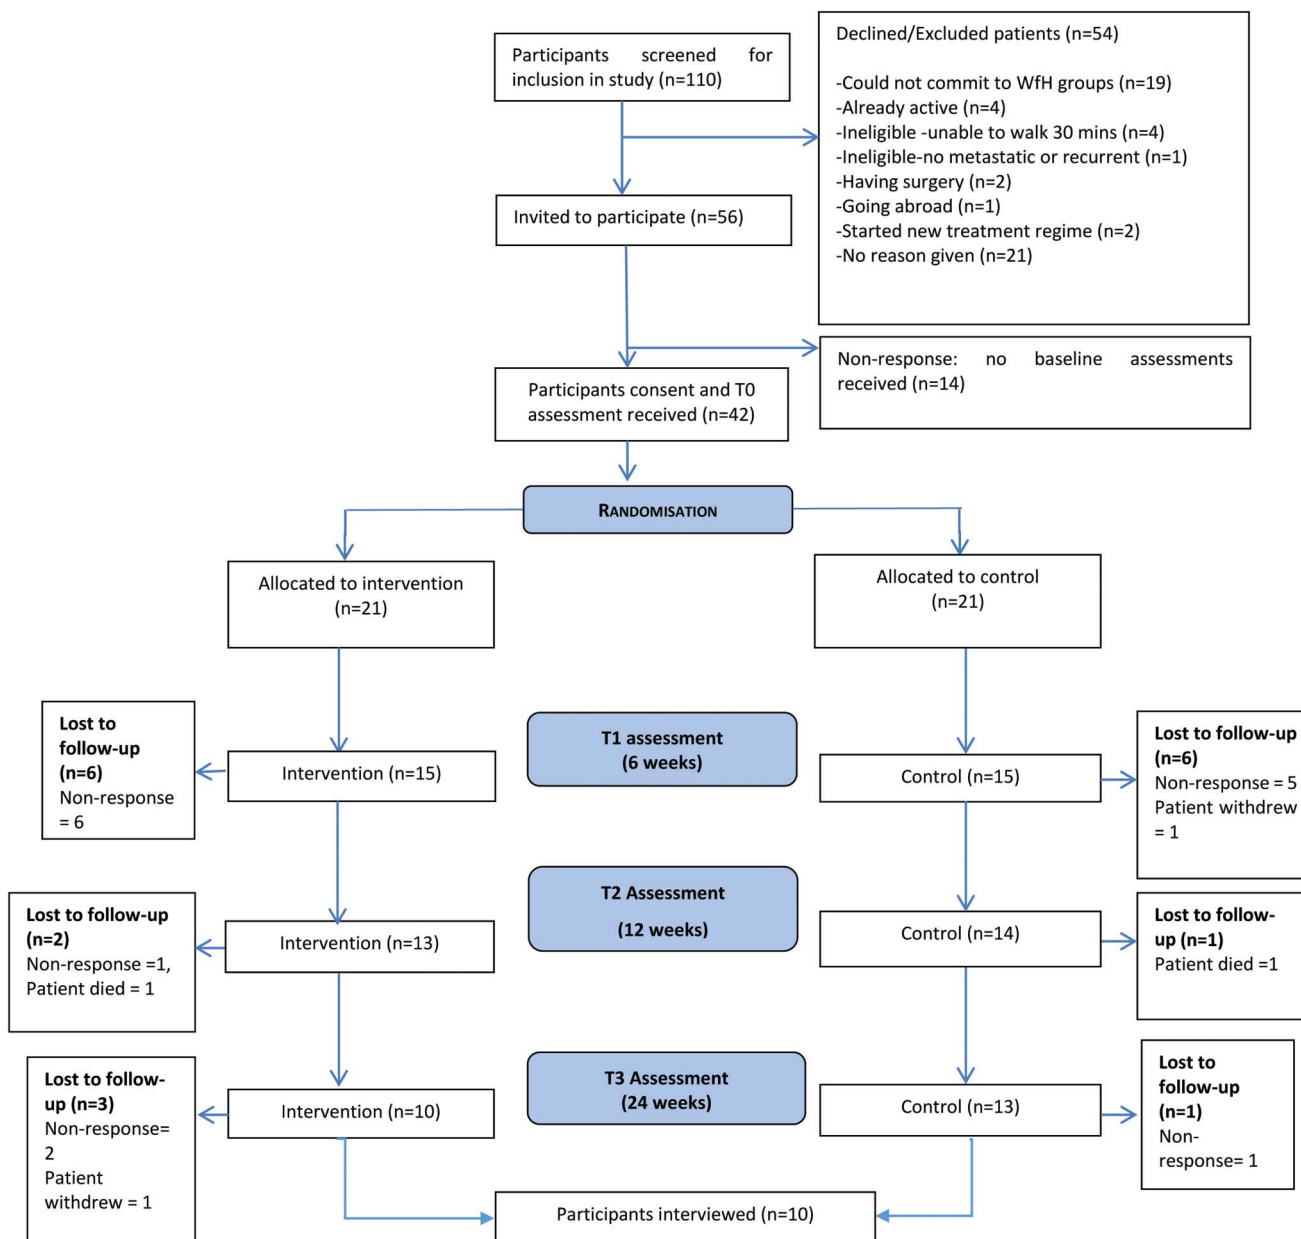 Participants screened for
inclusion in study (n=110)
Declined/Excluded patients (n=54)
-Could not commit to WfH groups (n=19)
-Already active (n=4)
-Ineligible -unable to walk 30 mins (n=4)
-Ineligible-no metastatic or recurrent (n=1)
-Having surgery (n=2)
-Going abroad (n=1)
-Started new treatment regime (n=2)
-No reason given (n=21)
Invited to participate (n=56)
Non-response: no baseline assessments
received (n=14)
Participants consent and T0
assessment received (n=42)
RANDOMISATION
Allocated to intervention
(n=21)
Allocated to control
(n=21)
Lost to
follow-up
(n=6)
Non-response
= 6
Intervention (n=15)
T1 assessment
(6 weeks)
Control (n=15)
Lost to follow-up
(n=6)
Non-response = 5
Patient withdrew
= 1
Lost to follow-up
(n=2)
Non-response =1,
Patient died = 1
Intervention (n=13)
T2 Assessment
(12 weeks)
Control (n=14)
Lost to follow-
up (n=1)
Patient died =1
Lost to follow-
up (n=3)
Non-response=
2
Patient
withdrew = 1
Intervention (n=10)
T3 Assessment
(24 weeks)
Control (n=13)
Lost to
follow-up
(n=1)
Non-
response= 1
Participants interviewed (n=10)